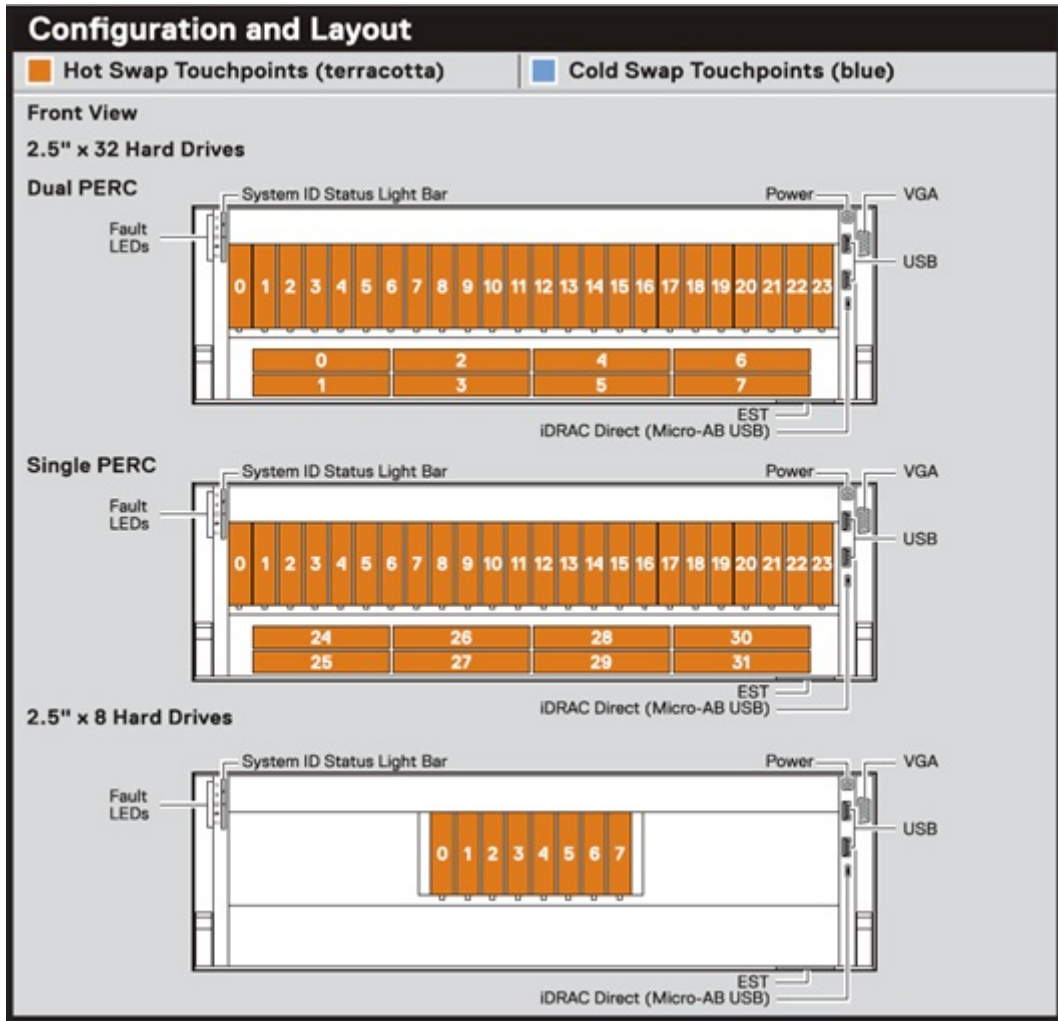 Configuration and Layout
Hot Swap Touchpoints (terracotta)
Cold Swap Touchpoints (blue)
Front View
2.5" x 32 Hard Drives
Dual PERC
System ID Status Light Bar
Power
VGA
Fault
LEDs
USB
0 1 2 3 4 5 6 7 8 9 10 11 12 13 14 15 16 17 18 19 20 21 22 23
0 2 4 6
1 3 5 7
EST
iDRAC Direct (Micro-AB USB)
Single PERC
System ID Status Light Bar
Power
VGA
Fault
LEDs
USB
0 1 2 3 4 5 6 7 8 9 10 11 12 13 14 15 16 17 18 19 20 21 22 23
24 26 28 30
25 27 29 31
EST
iDRAC Direct (Micro-AB USB)
2.5" x 8 Hard Drives
System ID Status Light Bar
Power
VGA
Fault
LEDs
USB
0 1 2 3 4 5 6 7
EST
iDRAC Direct (Micro-AB USB)